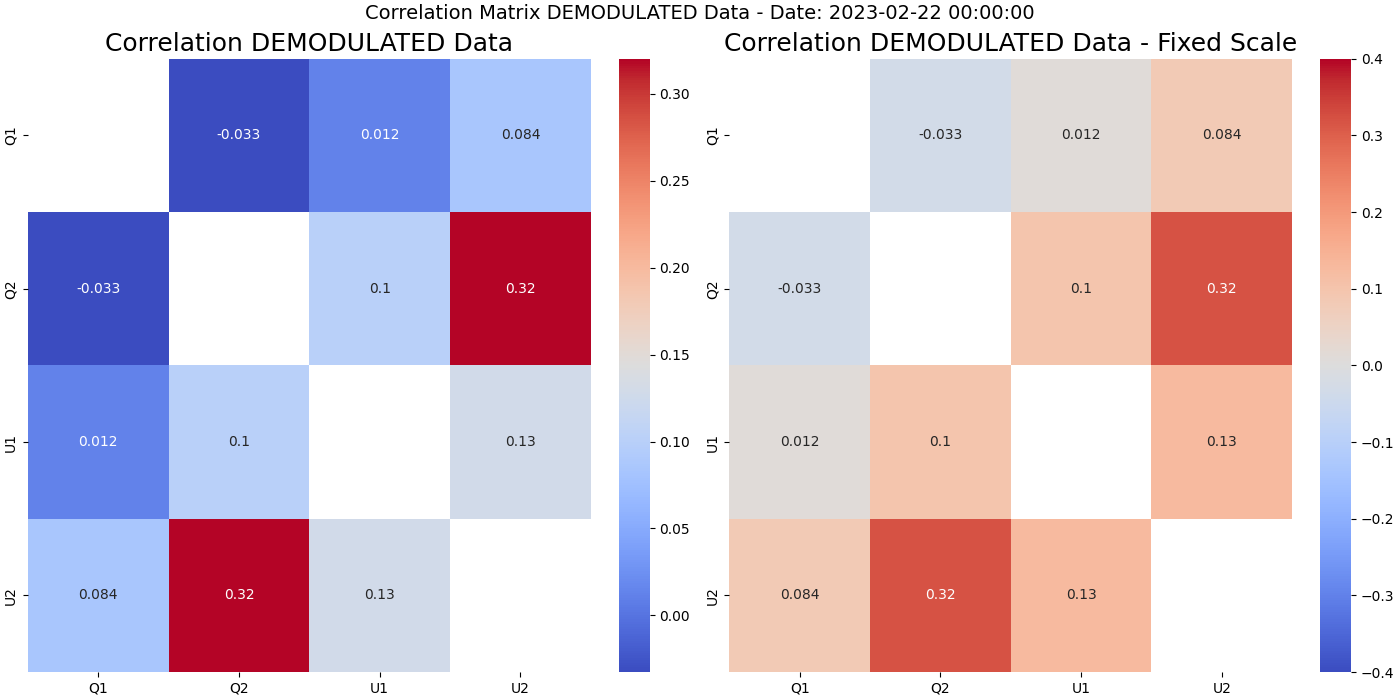 Correlation Matrix DEMODULATED Data - Date: 2023-02-22 00:00:00
Correlation DEMODULATED Data
Q1
-0.033 0.012 0.084
Q2
-0.033 0.1 0.32
U1
0.012 0.1 0.13
U2
0.084 0.32 0.13
Q1 Q2 U1 U2
0.30
0.25
0.20
0.15
0.10
0.05
0.00
Correlation DEMODULATED Data - Fixed Scale
Q1
-0.033 0.012 0.084
Q2
-0.033 0.1 0.32
U1
0.012 0.1 0.13
U2
0.084 0.32 0.13
Q1 Q2 U1 U2
0.4
0.3
0.2
0.1
0.0
−0.1
−0.2
−0.3
−0.4